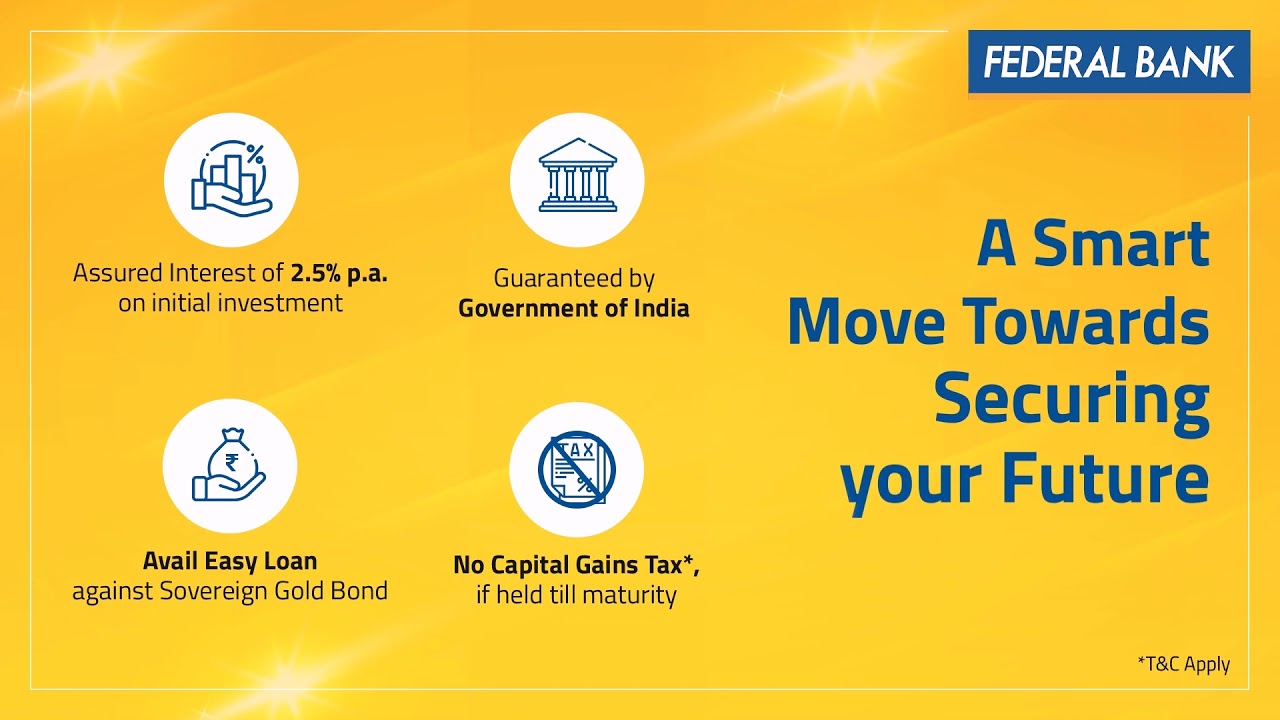 FEDERAL BANK
Assured Interest of 2.5% p.a.
on initial investment
Guaranteed by
Government of India
₹
Avail Easy Loan
against Sovereign Gold Bond
TAX
%
No Capital Gains Tax*,
if held till maturity
A Smart
Move Towards
Securing
your Future
*T&C Apply